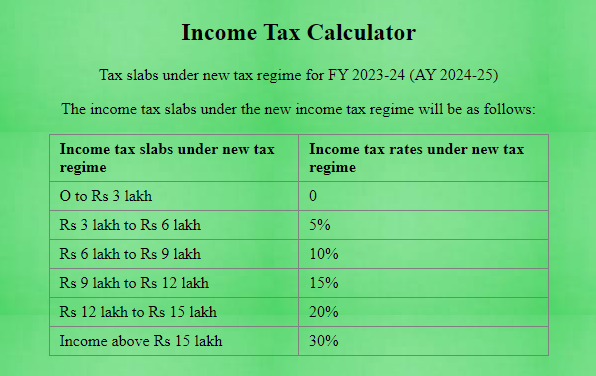 Income Tax Calculator
Tax slabs under new tax regime for FY 2023-24 (AY 2024-25)
The income tax slabs under the new income tax regime will be as follows:
Income tax slabs under new tax
regime
Income tax rates under new tax
regime
O to Rs 3 lakh
0
Rs 3 lakh to Rs 6 lakh
5%
Rs 6 lakh to Rs 9 lakh
10%
Rs 9 lakh to Rs 12 lakh
15%
Rs 12 lakh to Rs 15 lakh
20%
Income above Rs 15 lakh
30%